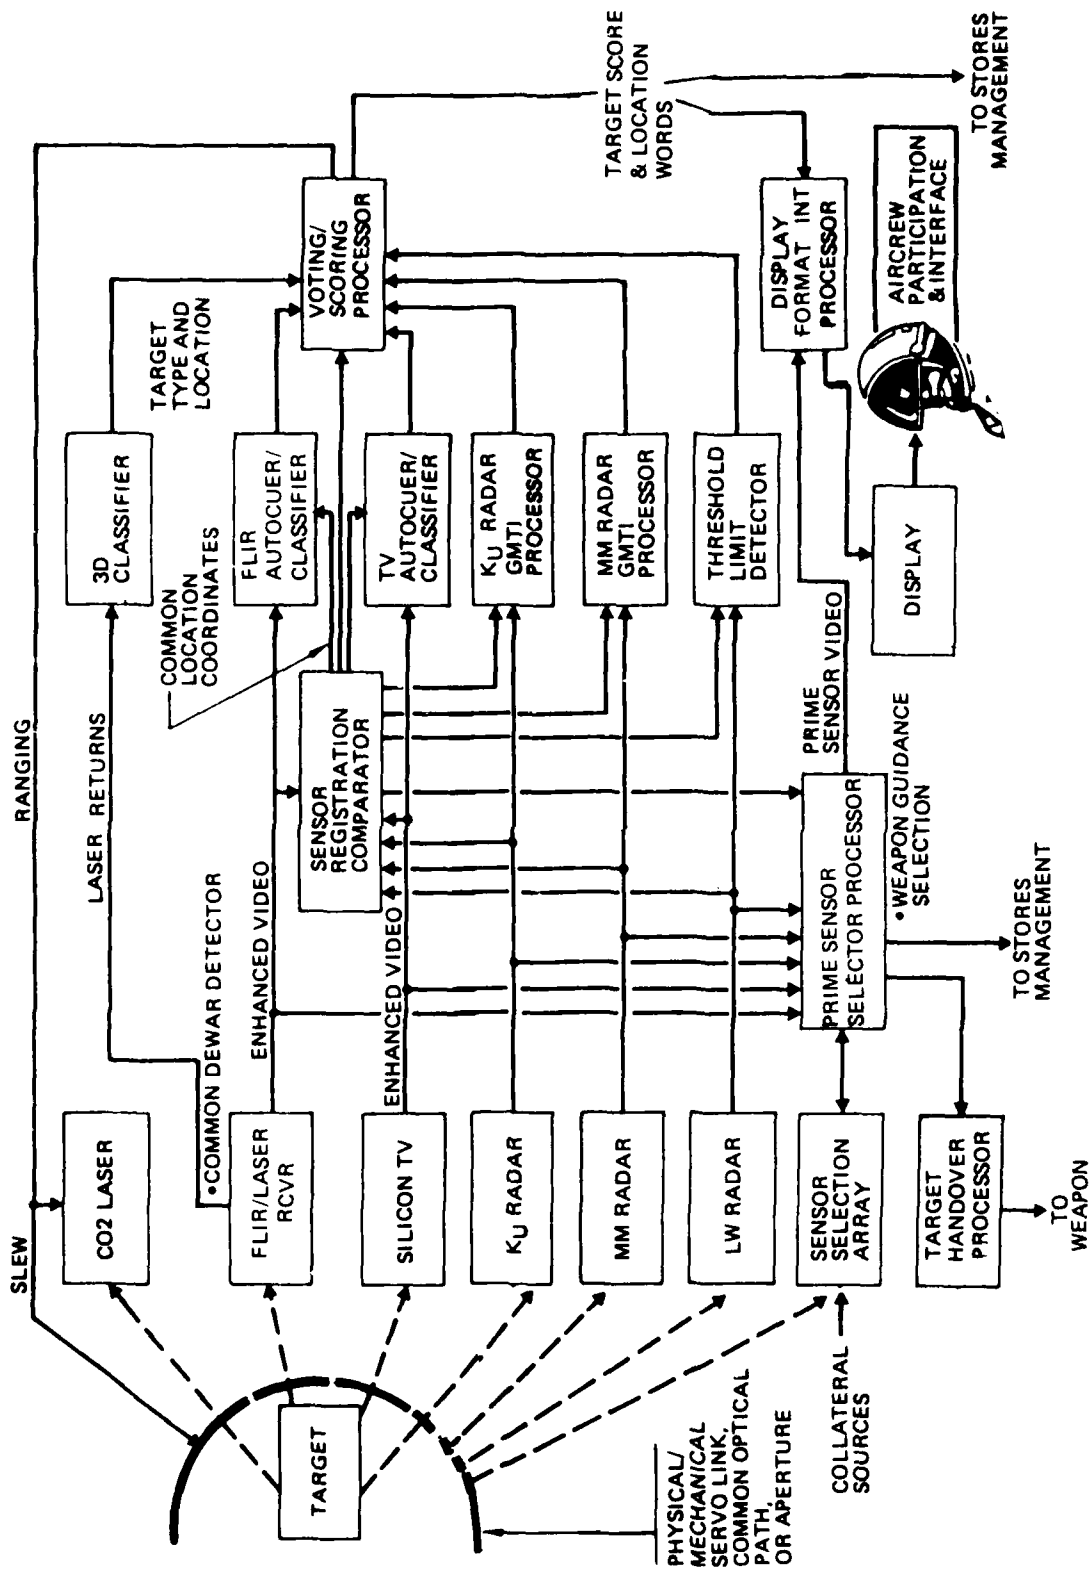 RANGING
SLEW
LASER RETURNS
CO2 LASER
3D
CLASSIFIER
•COMMON DEWAR DETECTOR
COMMON
LOCATION
COORDINATES
TARGET
TYPE AND
LOCATION
FLIR/LASER
RCVR
ENHANCED VIDEO
FLIR
AUTOCUER/
CLASSIFIER
VOTING/
SCORING
PROCESSOR
TARGET
SENSOR
REGISTRATION
COMPARATOR
SILICON TV
ENHANCED VIDEO
TV
AUTOCUER/
CLASSIFIER
KU RADAR
KU RADAR
GMTI
PROCESSOR
MM RADAR
MM RADAR
GMTI
PROCESSOR
TARGET SCORE
& LOCATION
WORDS
LW RADAR
THRESHOLD
LIMIT
DETECTOR
PHYSICAL/
MECHANICAL
SERVO LINK,
COMMON OPTICAL
PATH,
OR APERTURE
COLLATERAL
SOURCES
SENSOR
SELECTION
ARRAY
PRIME SENSOR
SELECTOR PROCESSOR
PRIME
SENSOR VIDEO
DISPLAY
FORMAT INT
PROCESSOR
•WEAPON GUIDANCE
SELECTION
DISPLAY
AIRCREW
PARTICIPATION
& INTERFACE
TARGET
HANDOVER
PROCESSOR
TO
WEAPON
TO STORES
MANAGEMENT
TO STORES
MANAGEMENT